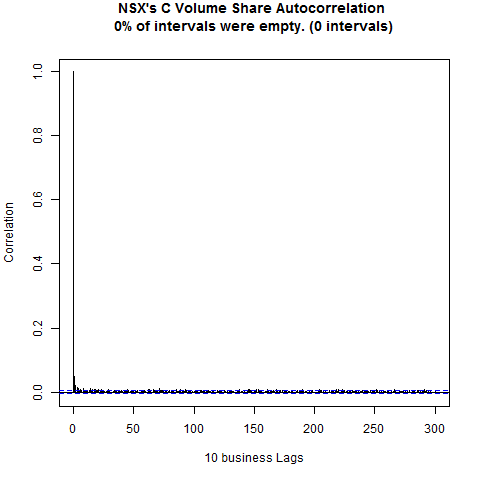 NSX's C Volume Share Autocorrelation
0% of intervals were empty. (0 intervals)
Correlation
1.0
0.8
0.6
0.4
0.2
0.0
0 50 100 150 200 250 300
10 business Lags